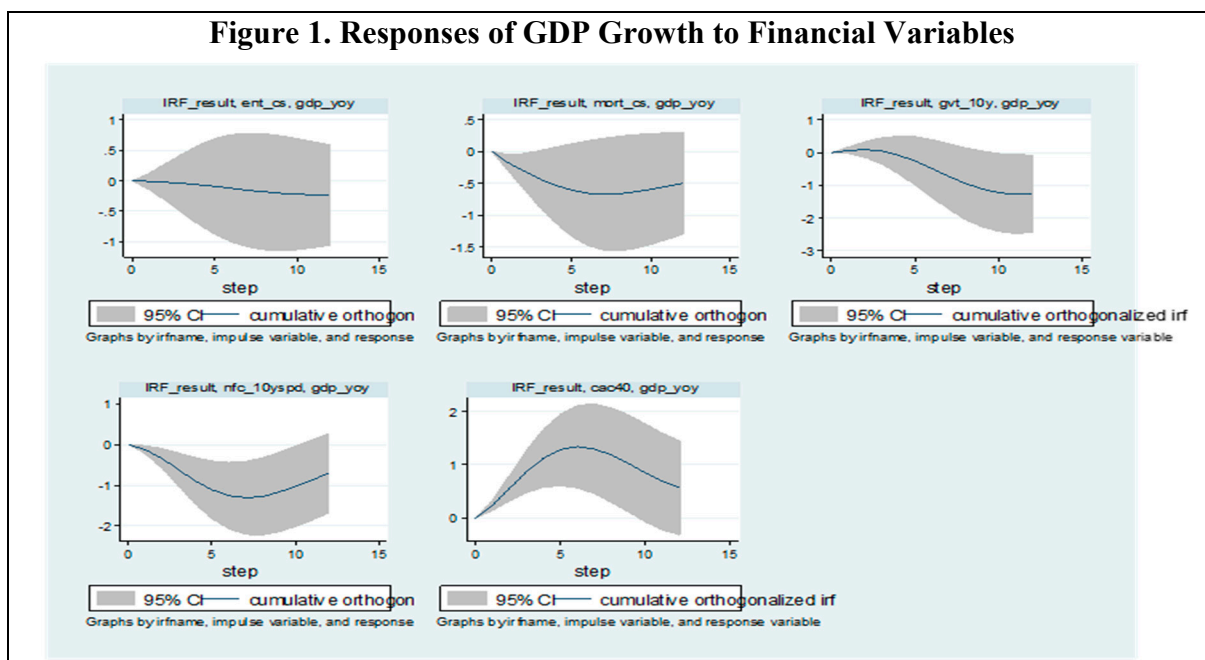 Figure 1. Responses of GDP Growth to Financial Variables
IRF_result, ent_cs, gdp_yoy
1
.5
0
-.5
-1
0 5 10 15
step
95% CI cumulative orthogon
Graphs by irfname, impulse variable, and response
IRF_result, mort_cs, gdp_yoy
.5
0
-.5
-1
-1.5
0 5 10 15
step
95% CI cumulative orthogon
Graphs by irfname, impulse variable, and response
IRF_result, gvt_10y, gdp_yoy
1
0
-1
-2
-3
0 5 10 15
step
95% CI cumulative orthogonalized irf
Graphs by irfname, impulse variable, and response variable
IRF_result, nfc_10yspd, gdp_yoy
1
0
-1
-2
0 5 10 15
step
95% CI cumulative orthogon
Graphs by irfname, impulse variable, and response
IRF_result, cac40, gdp_yoy
2
1
0
0 5 10 15
step
95% CI cumulative orthogonalized irf
Graphs by irfname, impulse variable, and response variable